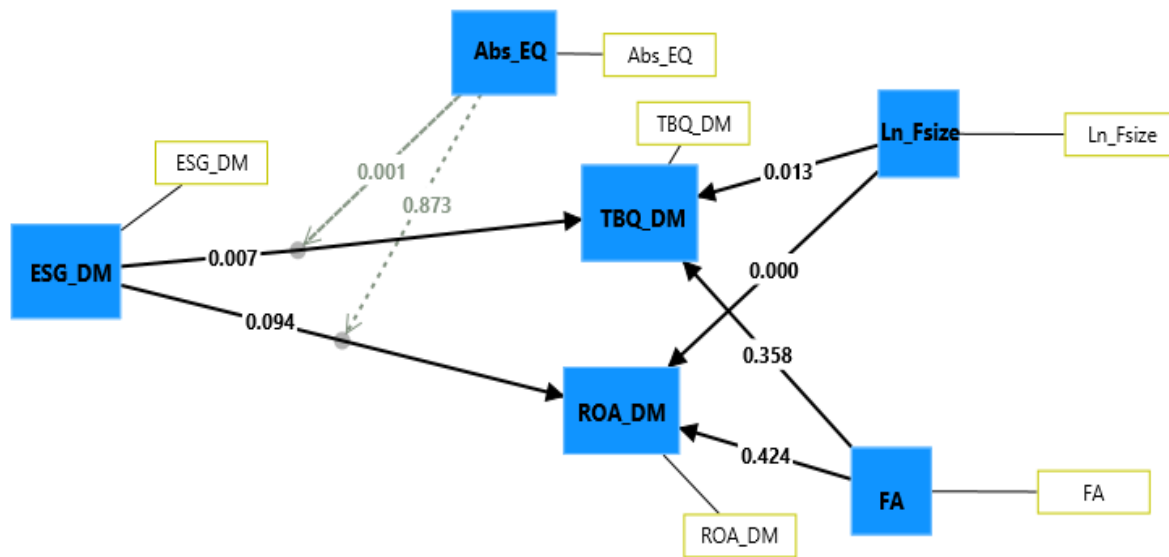 Abs_EQ
Abs_EQ
TBQ_DM
Ln_Fsize
Ln_Fsize
ESG_DM
0.001
0.013
0.873
TBQ_DM
ESG_DM
0.007
0.000
0.094
0.358
ROA_DM
0.424
FA
FA
ROA_DM